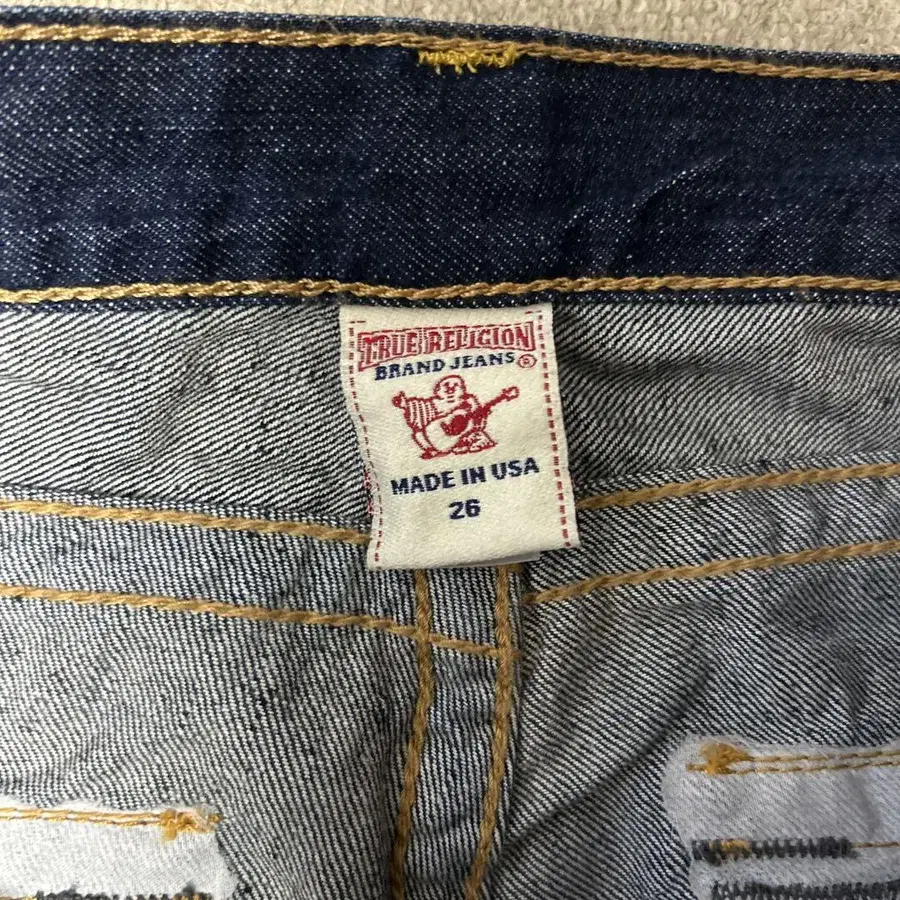 TRUE RELIGION
BRAND JEANS®
MADE IN USA
26